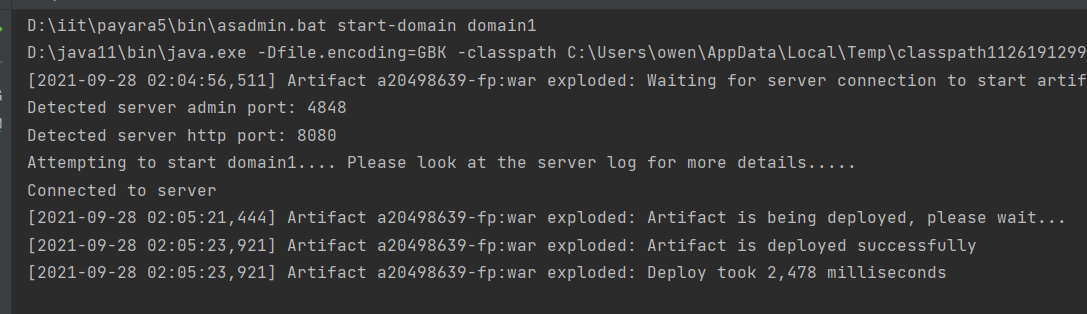 D:\iit\payara5\bin\asadmin.bat start-domain domain1
D:\java11\bin\java.exe -Dfile.encoding=GBK -classpath C:\Users\owen\AppData\Local\Temp\classpath1126191299
[2021-09-28 02:04:56,511] Artifact a20498639-fp:war exploded: Waiting for server connection to start artif
Detected server admin port: 4848
Detected server http port: 8080
Attempting to start domain1.... Please look at the server log for more details.....
Connected to server
[2021-09-28 02:05:21,444] Artifact a20498639-fp:war exploded: Artifact is being deployed, please wait...
[2021-09-28 02:05:23,921] Artifact a20498639-fp:war exploded: Artifact is deployed successfully
[2021-09-28 02:05:23,921] Artifact a20498639-fp:war exploded: Deploy took 2,478 milliseconds